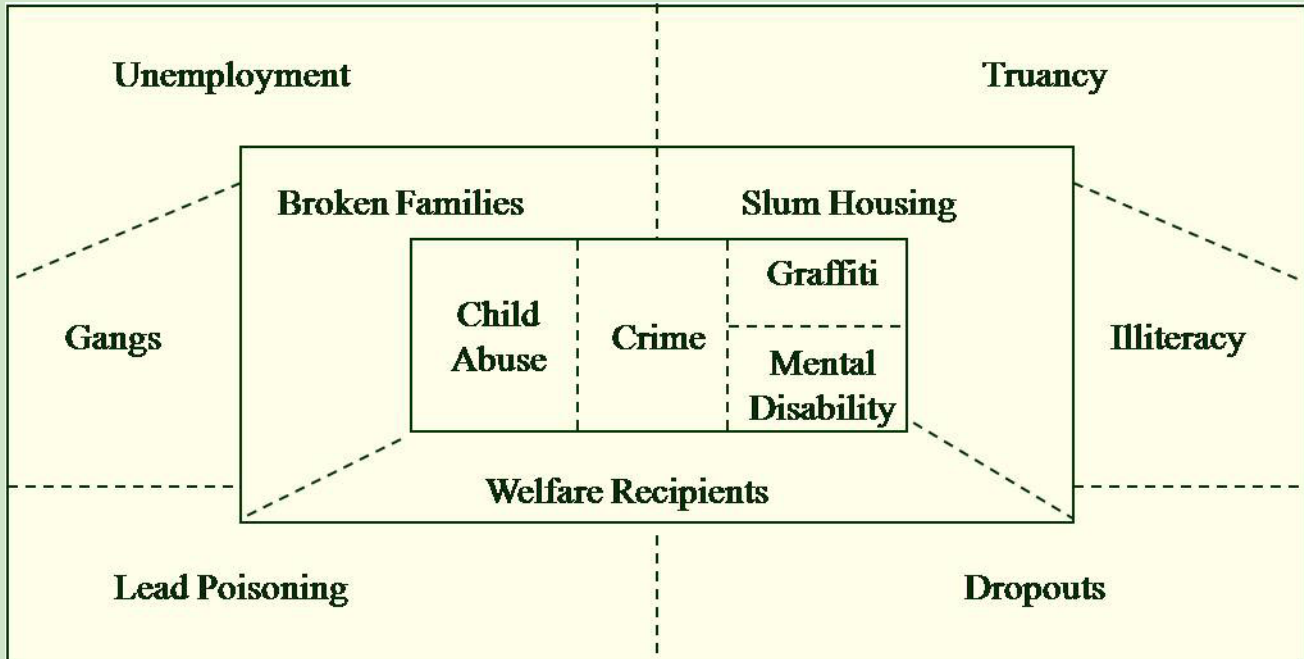 Unemployment
Truancy
Broken Families
Slum Housing
Gangs
Child
Abuse
Crime
Graffiti
Mental
Disability
Illiteracy
Welfare Recipients
Lead Poisoning
Dropouts